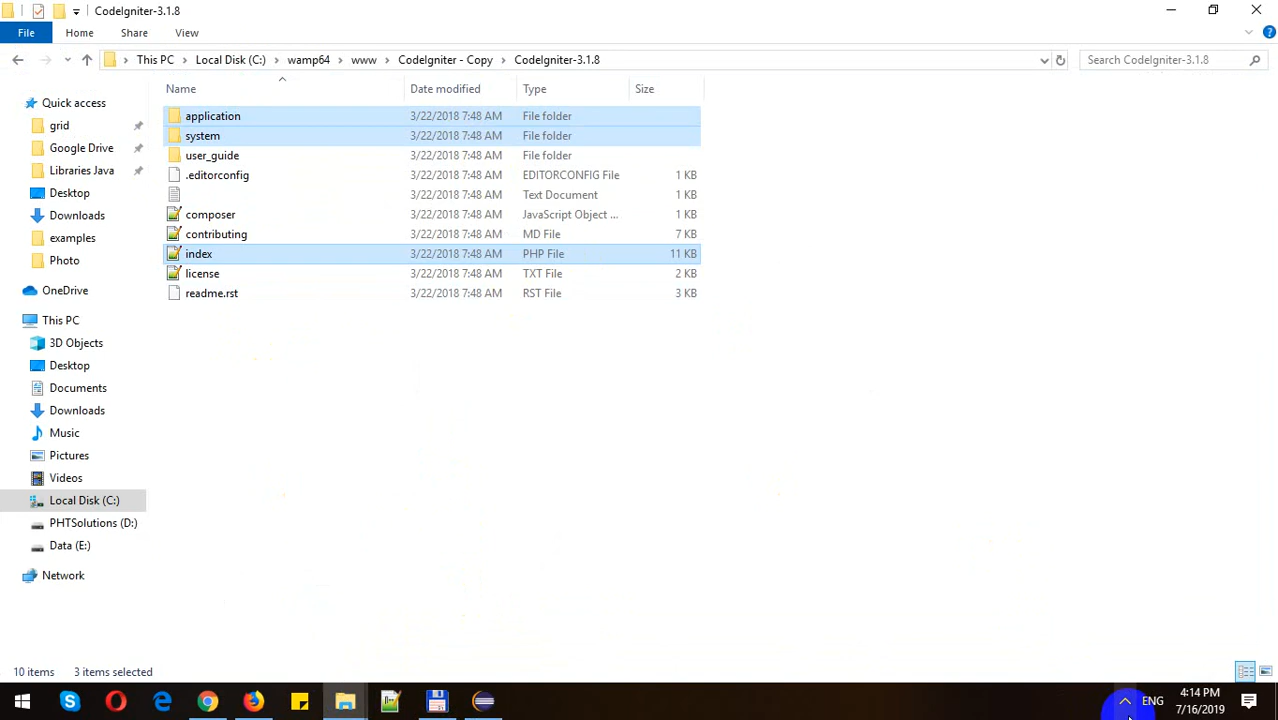 CodeIgniter-3.1.8
File Home Share View
This PC Local Disk (C:) wamp64 www CodeIgniter - Copy CodeIgniter-3.1.8 Search CodeIgniter-3.1.8
Name Date modified Type Size
Quick access
grid
Google Drive
Libraries Java
Desktop
Downloads
examples
Photo
OneDrive
This PC
3D Objects
Desktop
Documents
Downloads
Music
Pictures
Videos
Local Disk (C:)
PHTSolutions (D:)
Data (E:)
Network
application 3/22/2018 7:48 AM File folder
system 3/22/2018 7:48 AM File folder
user_guide 3/22/2018 7:48 AM File folder
.editorconfig 3/22/2018 7:48 AM EDITORCONFIG File 1 KB
3/22/2018 7:48 AM Text Document 1 KB
composer 3/22/2018 7:48 AM JavaScript Object ... 1 KB
contributing 3/22/2018 7:48 AM MD File 7 KB
index 3/22/2018 7:48 AM PHP File 11 KB
license 3/22/2018 7:48 AM TXT File 2 KB
readme.rst 3/22/2018 7:48 AM RST File 3 KB
10 items 3 items selected
ENG
4:14 PM
7/16/2019